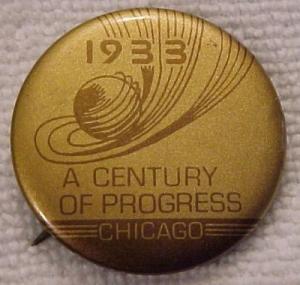 1933
A CENTURY
OF PROGRESS
CHICAGO